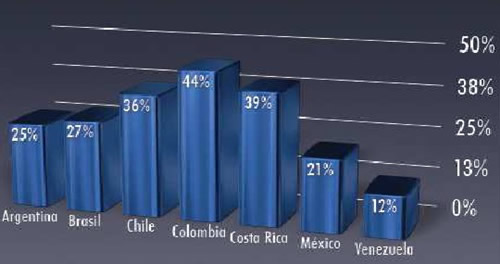 50%
38%
25%
13%
0%
25%
27%
36%
44%
39%
21%
12%
Argentina
Brasil
Chile
Colombia
Costa Rica
México
Venezuela